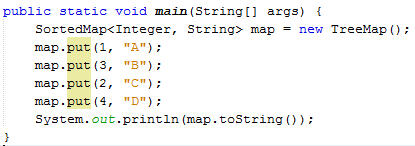 public static void main(String[] args) {
    SortedMap<Integer, String> map = new TreeMap();
    map.put(1, "A");
    map.put(3, "B");
    map.put(2, "C");
    map.put(4, "D");
    System.out.println(map.toString());
}